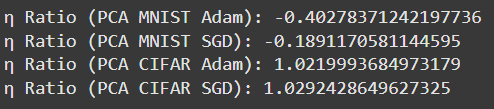 η Ratio (PCA MNIST Adam): -0.40278371242197736
η Ratio (PCA MNIST SGD): -0.1891170581144595
η Ratio (PCA CIFAR Adam): 1.0219993684973179
η Ratio (PCA CIFAR SGD): 1.0292428649627325